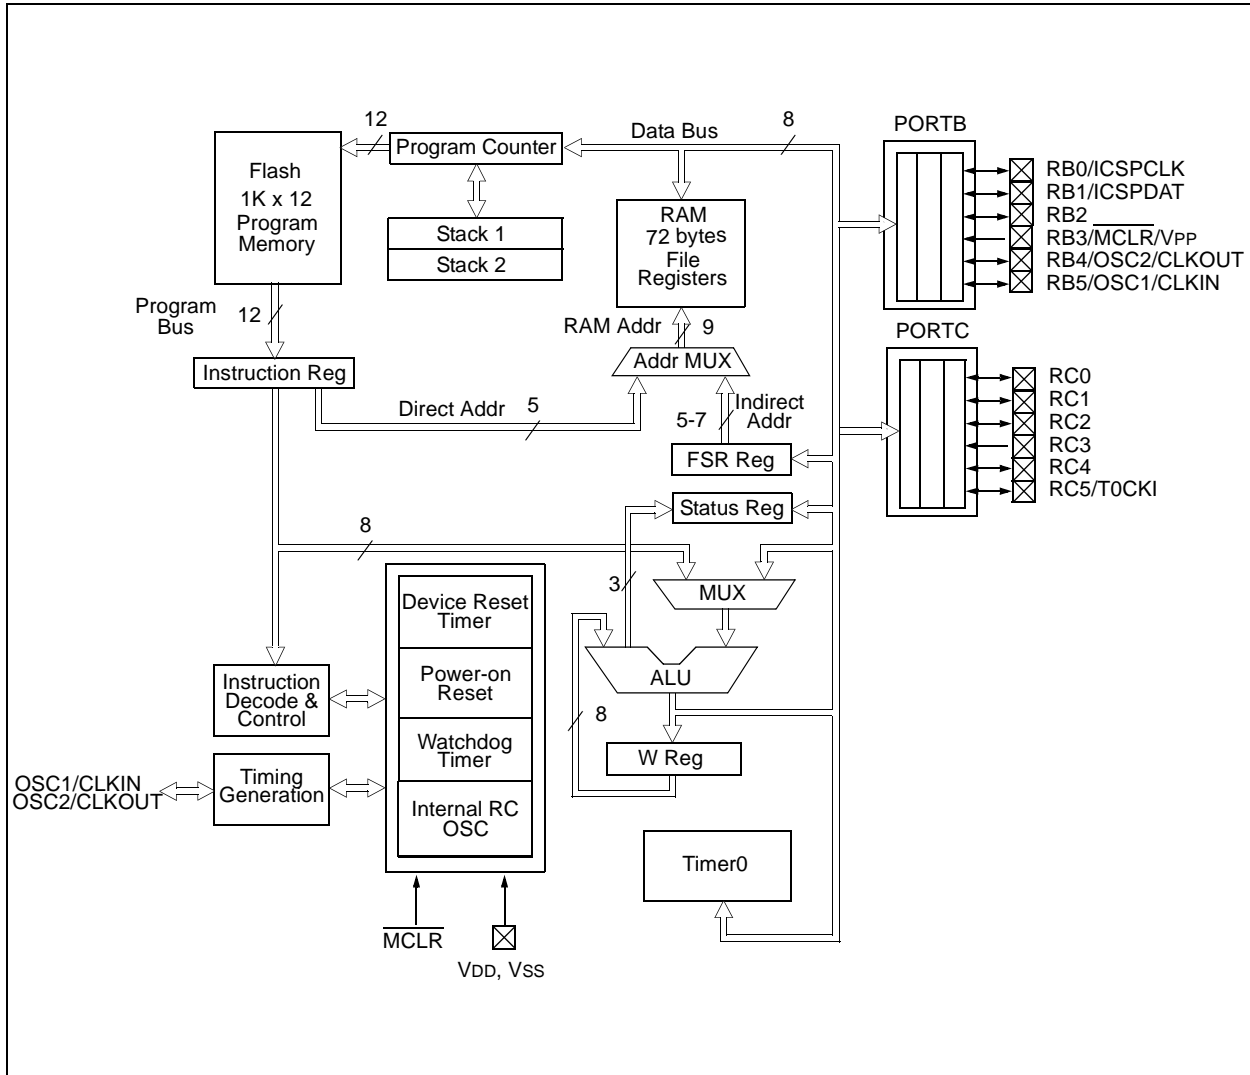 12
Program Counter
Data Bus
8
PORTB
Flash
1K x 12
Program
Memory
Stack 1
Stack 2
RAM
72 bytes
File
Registers
RB0/ICSPCLK
RB1/ICSPDAT
RB2
RB3/MCLR/VPP
RB4/OSC2/CLKOUT
RB5/OSC1/CLKIN
Program
Bus
12
RAM Addr
9
PORTC
Instruction Reg
Addr MUX
Direct Addr
5
5-7
Indirect
Addr
RC0
RC1
RC2
RC3
RC4
RC5/T0CKI
FSR Reg
Status Reg
8
3
MUX
Device Reset
Timer
Power-on
Reset
Watchdog
Timer
Internal RC
OSC
ALU
Instruction
Decode &
Control
8
W Reg
OSC1/CLKIN
OSC2/CLKOUT
Timing
Generation
Timer0
MCLR
VDD, VSS